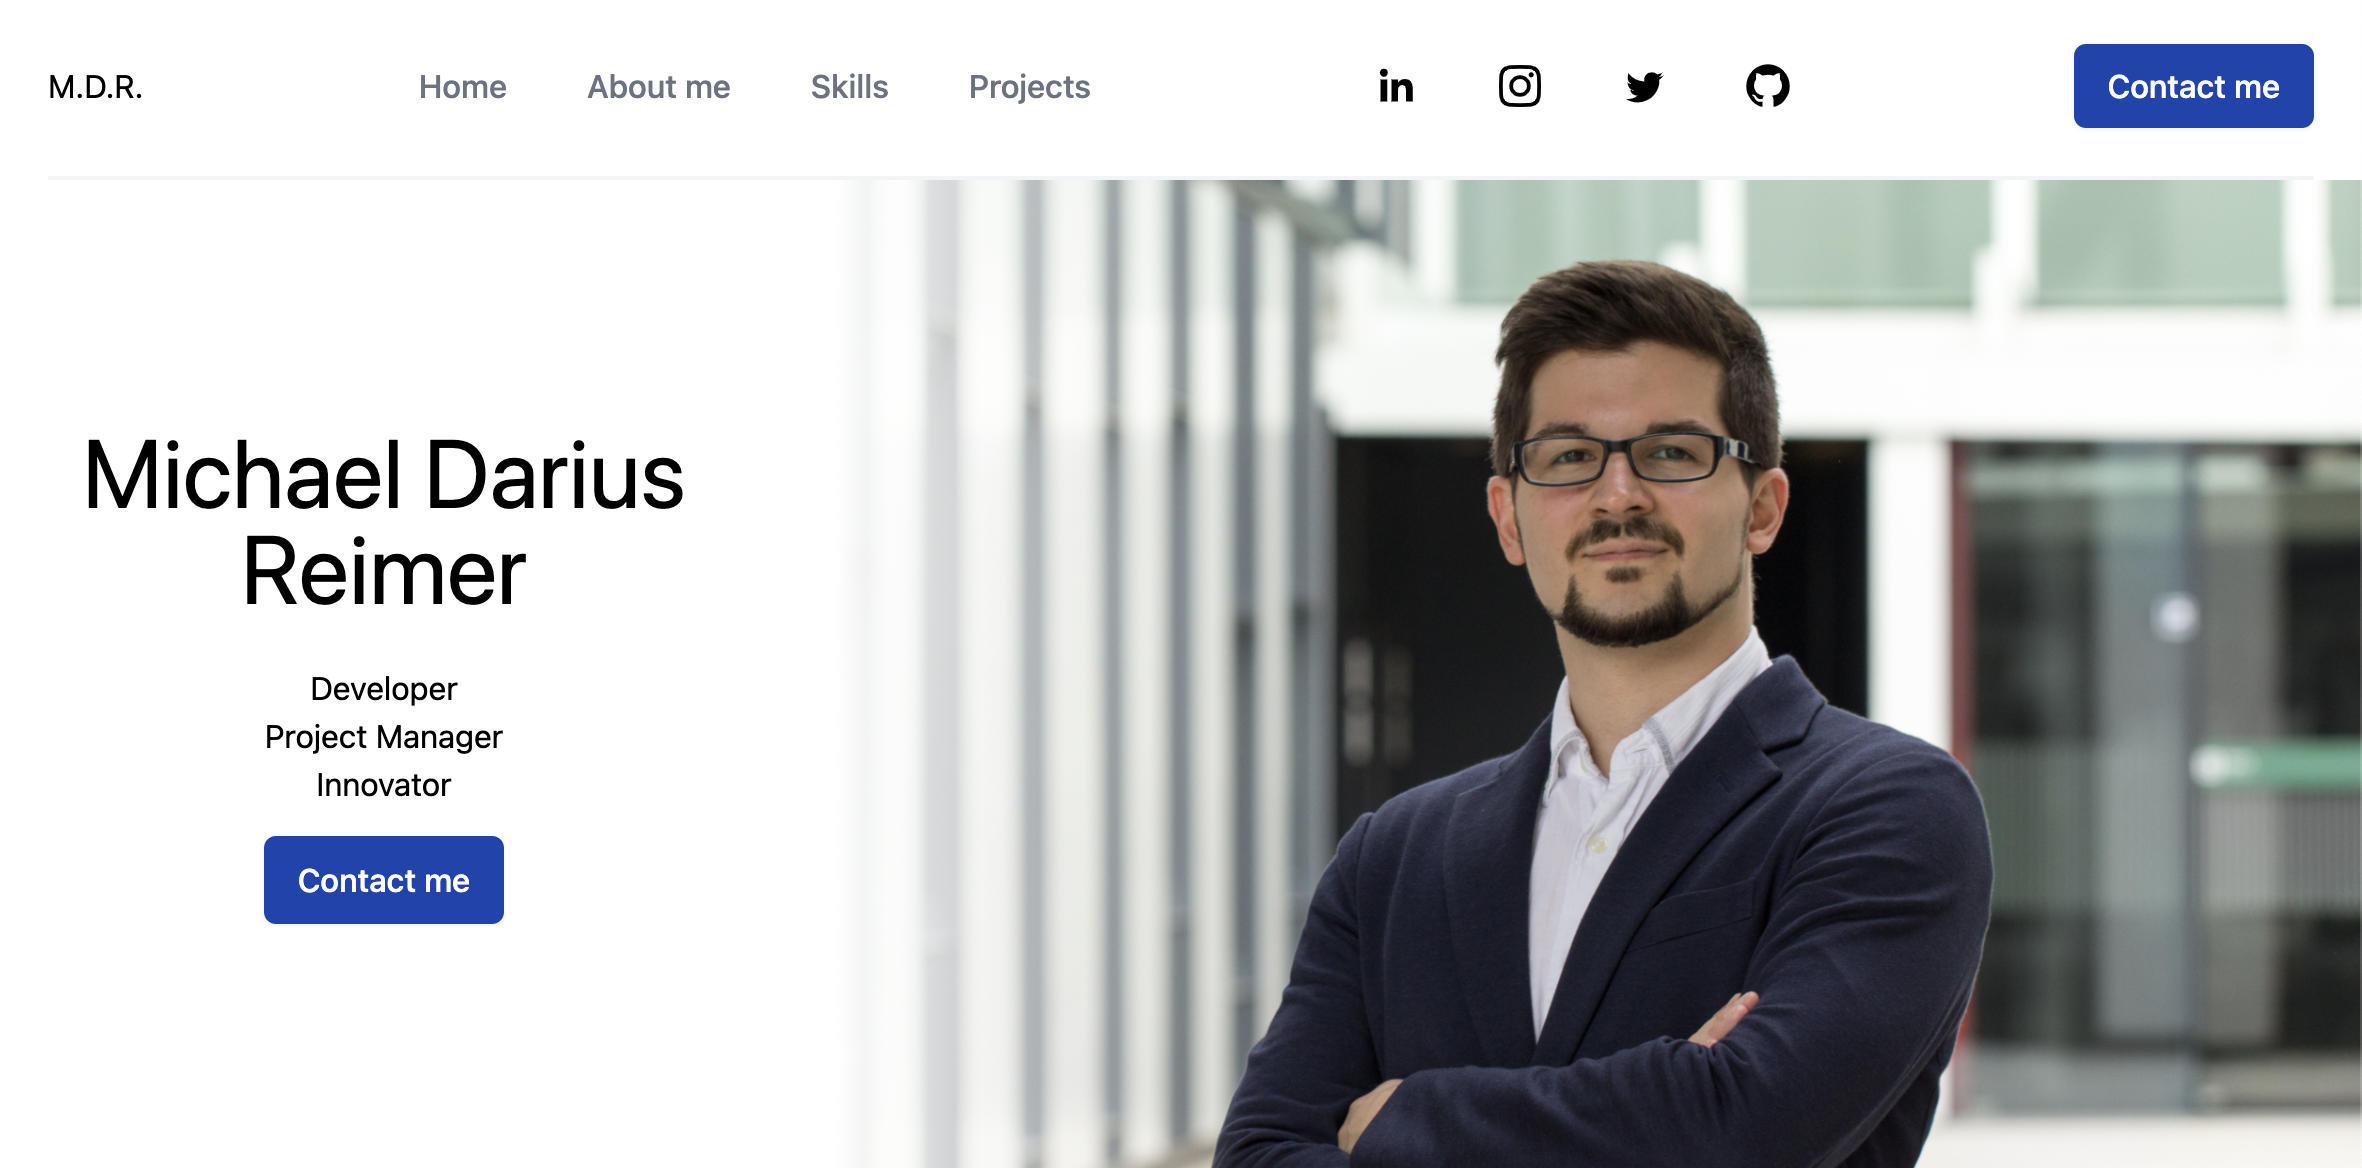 M.D.R.
Home
About me
Skills
Projects
in
Contact me
Michael Darius
Reimer
Developer
Project Manager
Innovator
Contact me